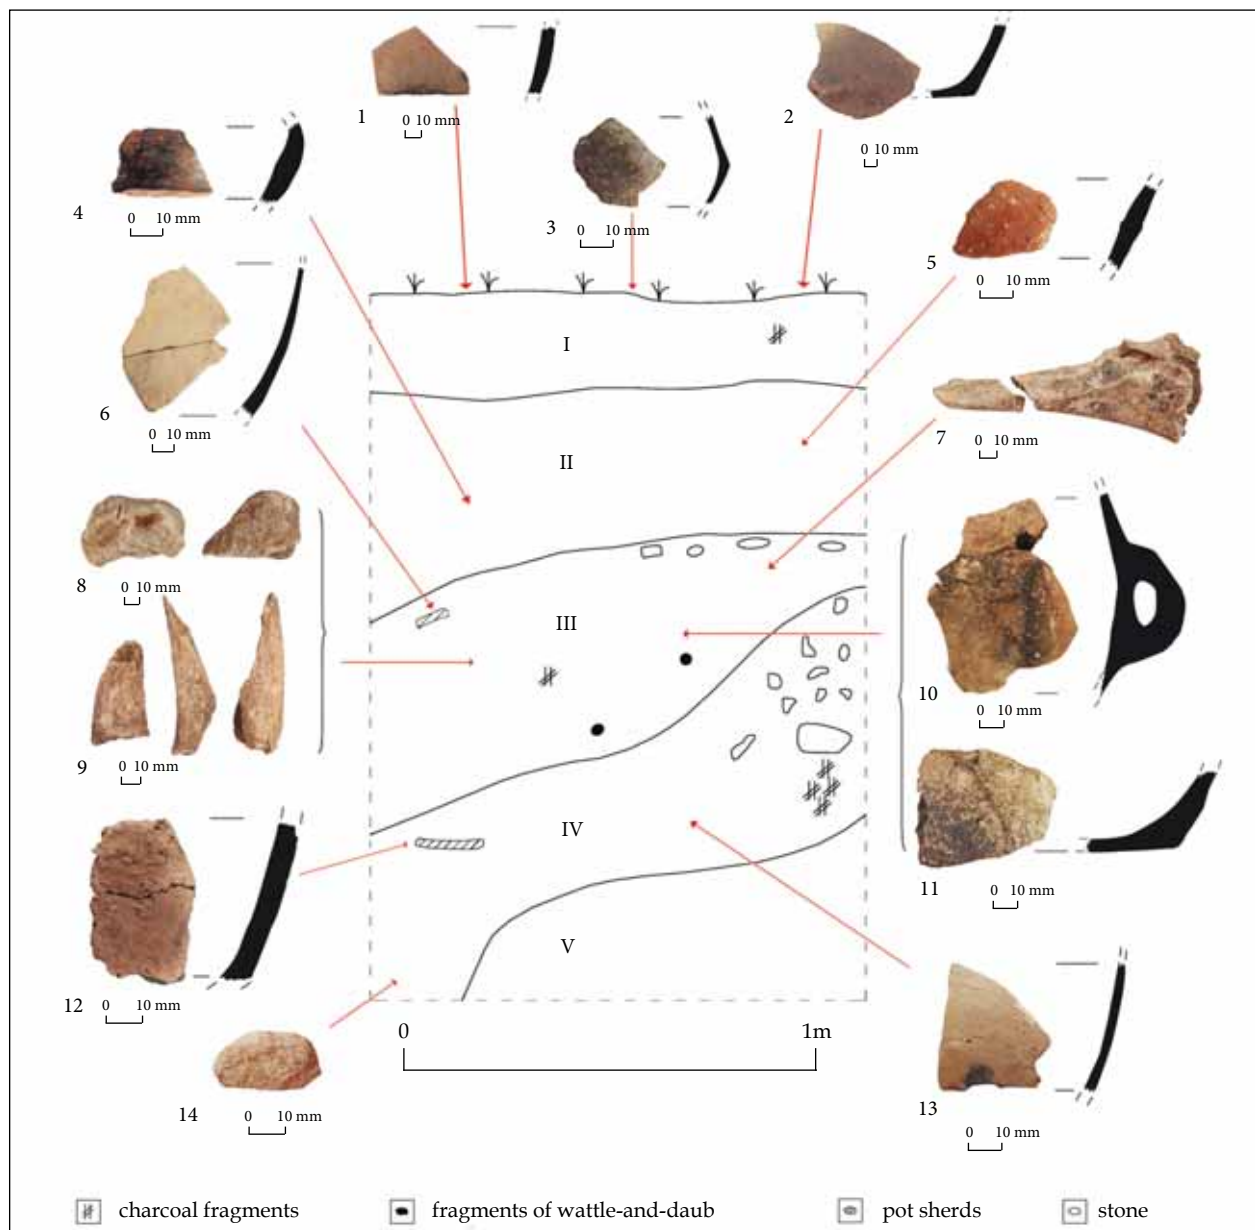 1
0 10 mm
2
0 10 mm
3
0 10 mm
4
0 10 mm
5
0 10 mm
6
0 10 mm
7
0 10 mm
8
0 10 mm
9
0 10 mm
10
0 10 mm
11
0 10 mm
12
0 10 mm
13
0 10 mm
14
0 10 mm
I
II
III
IV
V
0 1m
charcoal fragments
fragments of wattle-and-daub
pot sherds
stone